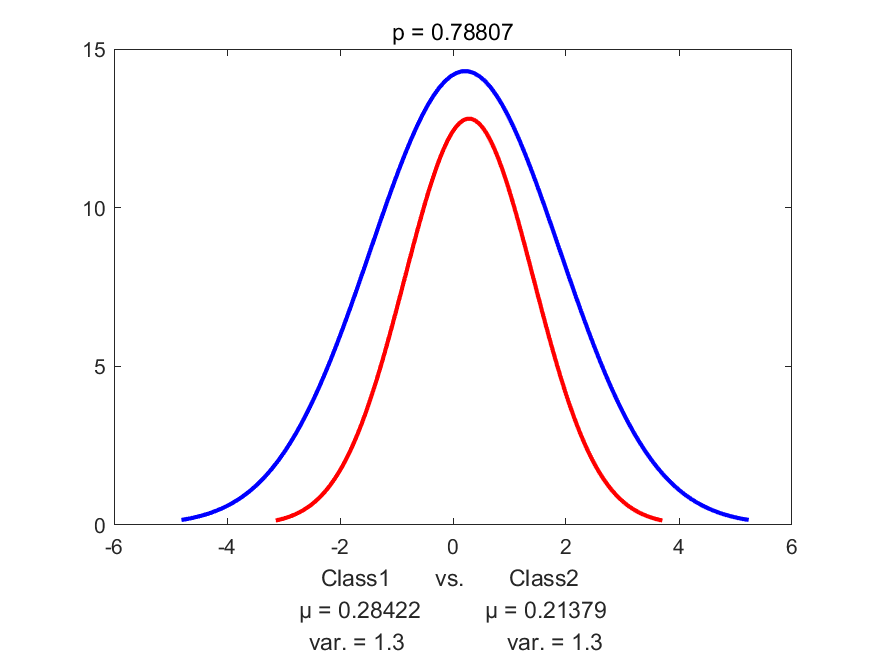 p = 0.78807
15
10
5
0
-6 -4 -2 0 2 4 6
Class1 vs. Class2
μ = 0.28422 μ = 0.21379
var. = 1.3 var. = 1.3